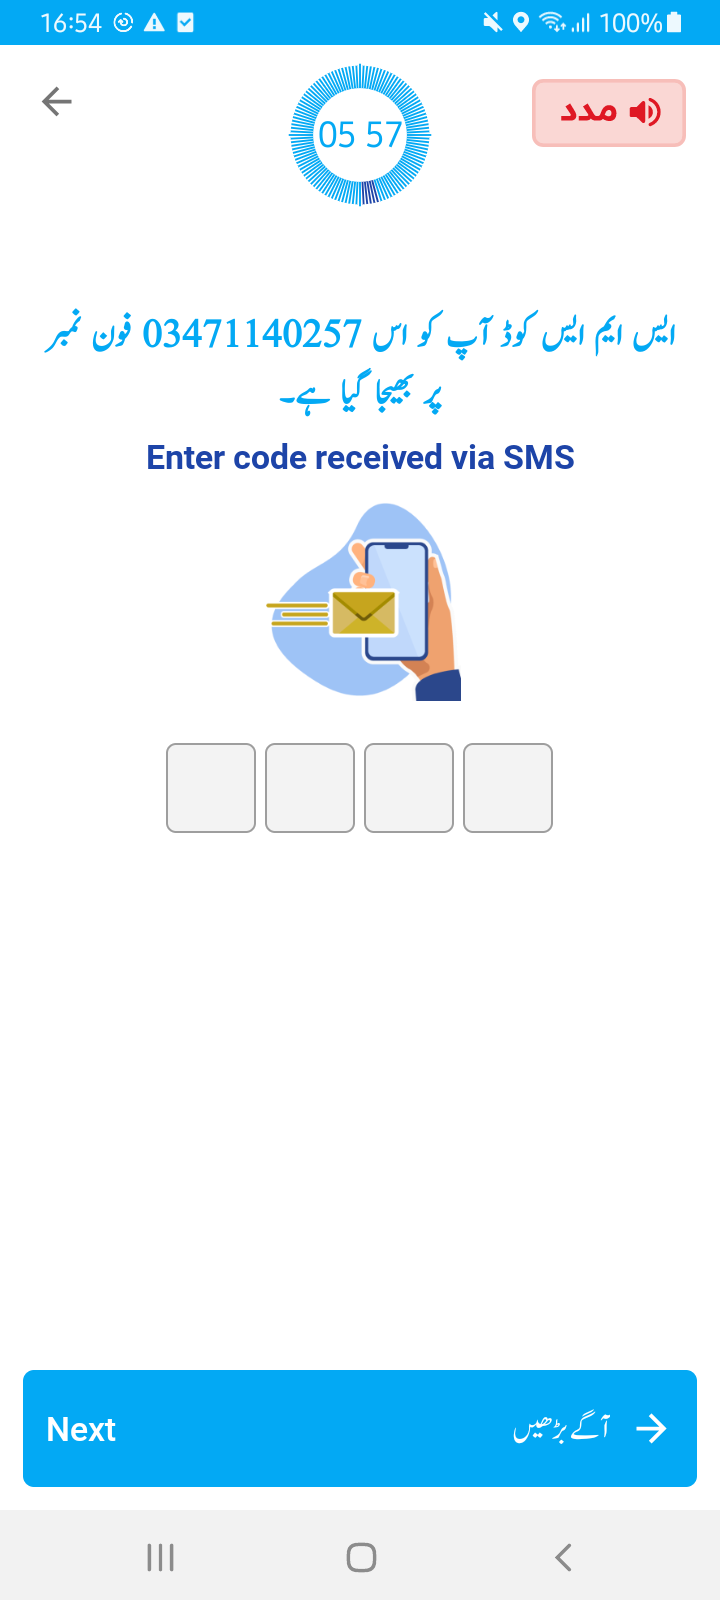 16:54
100%
05 57
مدد
ایس ایم ایس کوڈ آپ کو اس 03471140257 فون نمبر
پر بھیجا گیا ہے۔
Enter code received via SMS
Next
آگے بڑھیں